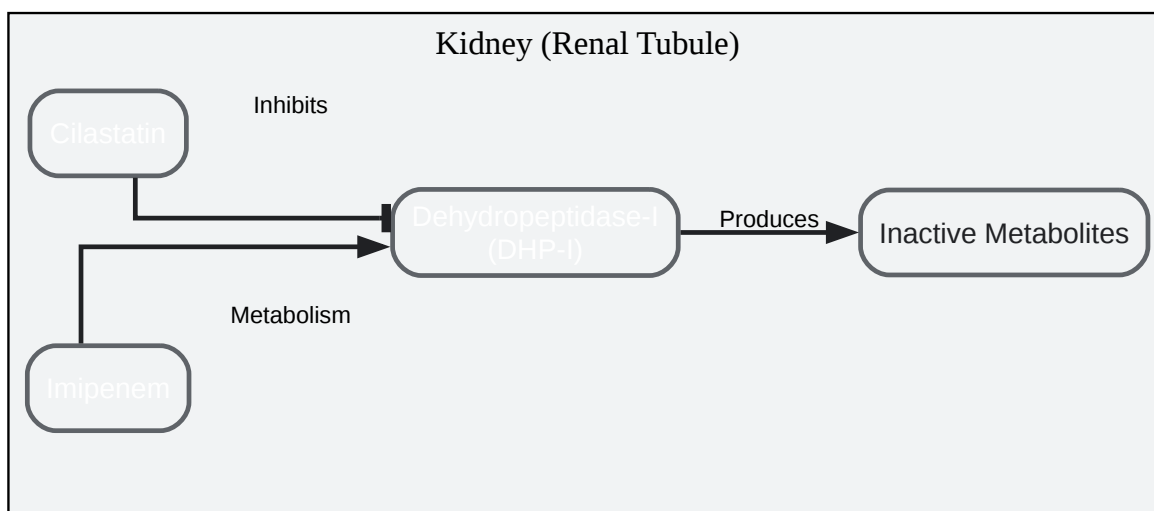 Kidney (Renal Tubule)
Cilastatin
Inhibits
Dehydropeptidase-I
(DHP-I)
Produces
Inactive Metabolites
Metabolism
Imipenem